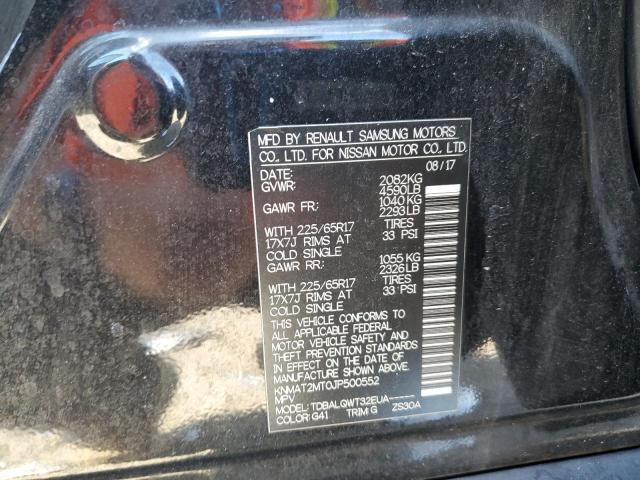 MFD BY RENAULT SAMSUNG MOTORS
CO., LTD. FOR NISSAN MOTOR CO., LTD.
DATE: 08/17
GVWR: 2082KG
4590LB
GAWR FR: 1040KG
2293LB
WITH 225/65R17 TIRES
17X7J RIMS AT 33 PSI
COLD SINGLE
GAWR RR: 1055KG
2326LB
WITH 225/65R17 TIRES
17X7J RIMS AT 33 PSI
COLD SINGLE
THIS VEHICLE CONFORMS TO
ALL APPLICABLE FEDERAL
MOTOR VEHICLE SAFETY AND
THEFT PREVENTION STANDARDS
IN EFFECT ON THE DATE OF
MANUFACTURE SHOWN ABOVE.
KNMAT2MT0JP500552
MPV
MODEL: TDBALQWT32EUA-----
COLOR: G41 TRIM: G ZS30A